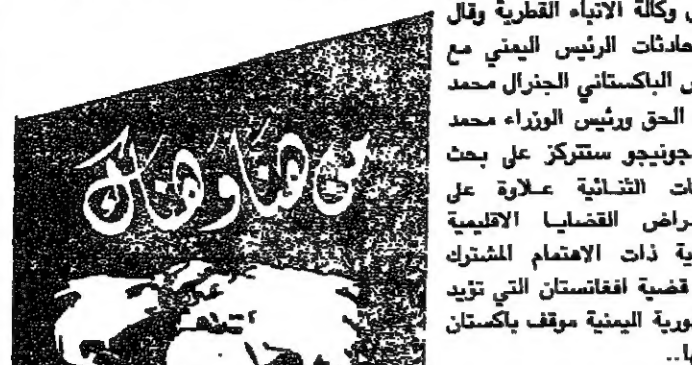 وكالة الانباء القطرية وقال
حادثات الرئيس اليمني مع
الباكستاني الجنرال محمد
الحق ورئيس الوزراء محمد
جونيجو ستتركز على بحث
الثنائية علاوة على
القضايا الاقليمية
ذات الاهتمام المشترك
قضية افغانستان التي تؤيد
اليمنية موقف باكستان
من هنا وهناك